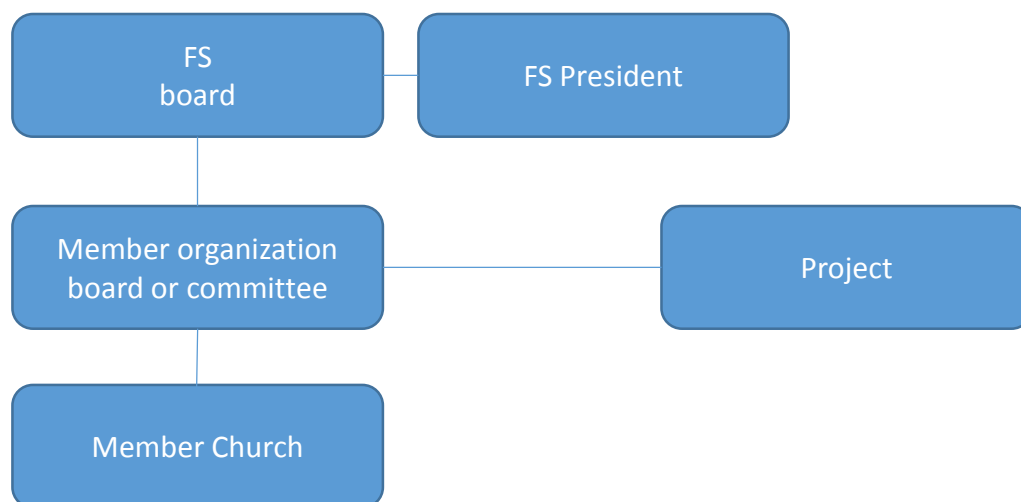 FS
board
FS President
Member organization
board or committee
Project
Member Church